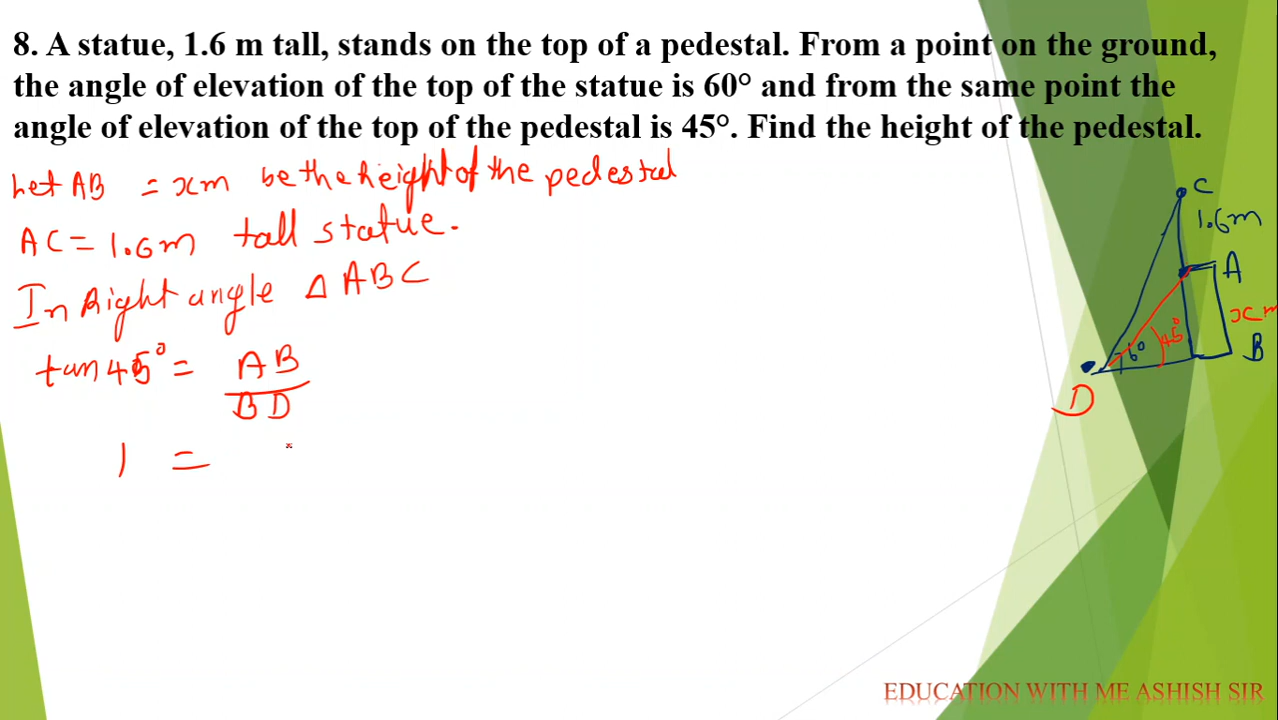 8. A statue, 1.6 m tall, stands on the top of a pedestal. From a point on the ground,
the angle of elevation of the top of the statue is 60° and from the same point the
angle of elevation of the top of the pedestal is 45°. Find the height of the pedestal.
Let AB = xm be the height of the pedestal
AC = 1.6m tall statue.
In Right angle Δ ABC
tan 45° = AB
BD
1 =
C
1.6m
A
xm
B
45°
6°
D
EDUCATION WITH ME ASHISH SIR